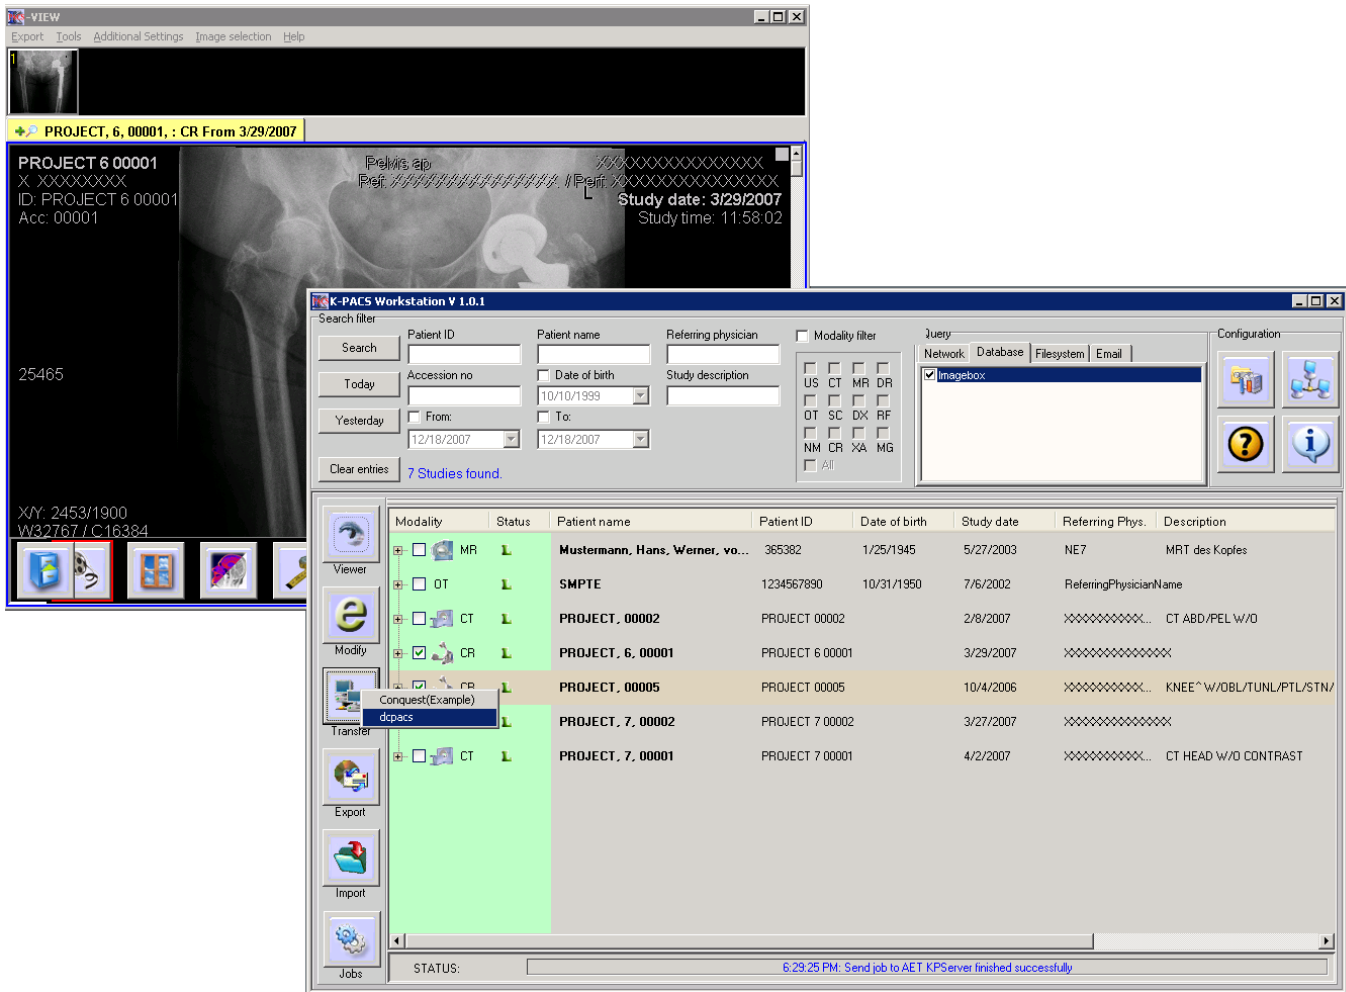 K-VIEW
Export Tools Additional Settings Image selection Help
1
PROJECT, 6, 00001, : CR From 3/29/2007
PROJECT 6 00001
X XXXXXXXX
ID: PROJECT 6 00001
Acc: 00001
Pelvis ap
Ref: XXXXXXXXXXXXXXX / Perf: XXXXXXXXXXXXXXX
L
XXXXXXXXXXXXXXX
Study date: 3/29/2007
Study time: 11:58:02
25465
X/Y: 2453/1900
W32767 / C16384
K-PACS Workstation V 1.0.1
Search filter
Search
Today
Yesterday
Clear entries
Patient ID
Patient name
Referring physician
Accession no
Date of birth
10/10/1999
Study description
From:
12/18/2007
To:
12/18/2007
7 Studies found.
Modality filter
US CT MR DR
OT SC DX RF
NM CR XA MG
All
Query
Network Database Filesystem Email
Imagebox
Configuration
Viewer
Modify
Transfer
Export
Import
Jobs
Modality Status Patient name Patient ID Date of birth Study date Referring Phys. Description
MR L Mustermann, Hans, Werner, vo... 365382 1/25/1945 5/27/2003 NE7 MRT des Kopfes
OT L SMPTE 1234567890 10/31/1950 7/6/2002 ReferringPhysicianName
CT L PROJECT, 00002 PROJECT 00002 2/8/2007 XXXXXXXXXX... CT ABD/PEL W/O
CR L PROJECT, 6, 00001 PROJECT 6 00001 3/29/2007 XXXXXXXXXXXXXX
CR L PROJECT, 00005 PROJECT 00005 10/4/2006 XXXXXXXXXX... KNEE^W/OBL/TUNL/PTL/STN/
Conquest(Example)
dcpacs
L PROJECT, 7, 00002 PROJECT 7 00002 3/27/2007 XXXXXXXXXXXXXX
CT L PROJECT, 7, 00001 PROJECT 7 00001 4/2/2007 XXXXXXXXXX... CT HEAD W/O CONTRAST
STATUS:
6:29:25 PM: Send job to AET KPServer finished successfully